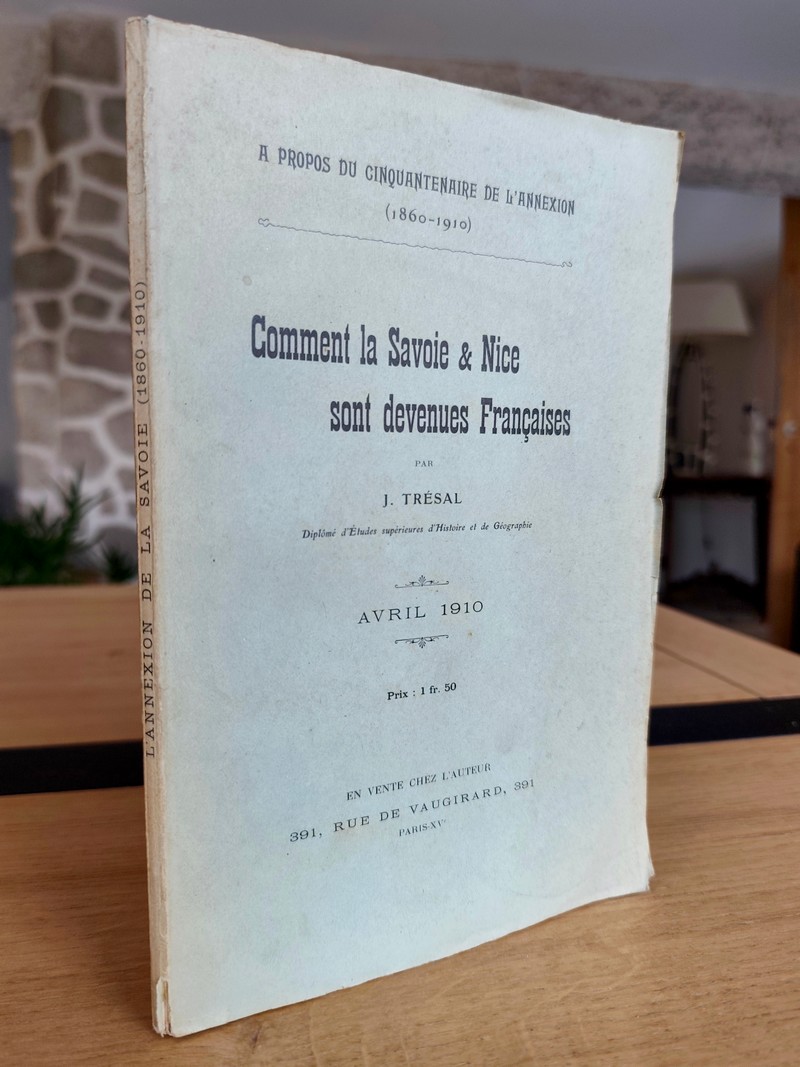 A PROPOS DU CINQUANTENAIRE DE L'ANNEXION
(1860-1910)
Comment la Savoie & Nice
sont devenues Françaises
PAR
J. TRÉSAL
Diplômé d'Études supérieures d'Histoire et de Géographie
AVRIL 1910
Prix : 1 fr. 50
EN VENTE CHEZ L'AUTEUR
391, RUE DE VAUGIRARD, 391
PARIS-XVe
L'ANNEXION DE LA SAVOIE (1860-1910)